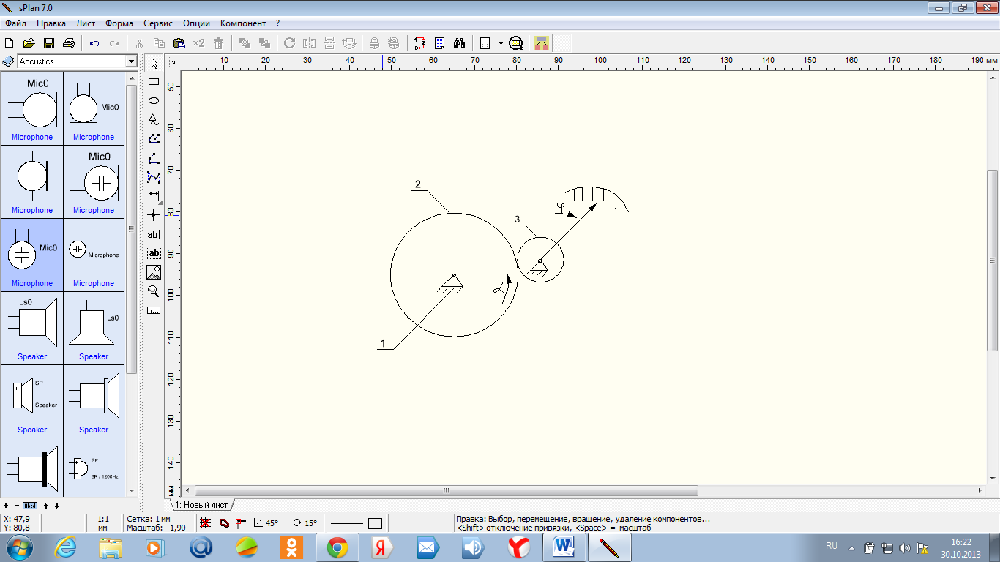 sPlan 7.0
Файл Правка Лист Форма Сервис Опции Компонент ?
×2
Accustics
10 20 30 40 50 60 70 80 90 100 110 120 130 140 150 160 170 180 190 мм
Mic0
Microphone
Mic0
Microphone
Microphone
Mic0
Microphone
Mic0
Microphone
Microphone
Microphone
Ls0
Speaker
Ls0
Speaker
SP
Speaker
Speaker
Speaker
SP
8R / 1200Hz
ab|
ab
50
60
70
80
90
100
110
120
130
140
мм
2
φ
3
α
1
Abcd
1: Новый лист
X: 47,9
Y: 80,8
1:1
мм
Сетка: 1 мм
Масштаб: 1,90
45°
15°
Правка: Выбор, перемещение, вращение, удаление компонентов...
<Shift> отключение привязки, <Space> = масштаб
RU
16:22
30.10.2013